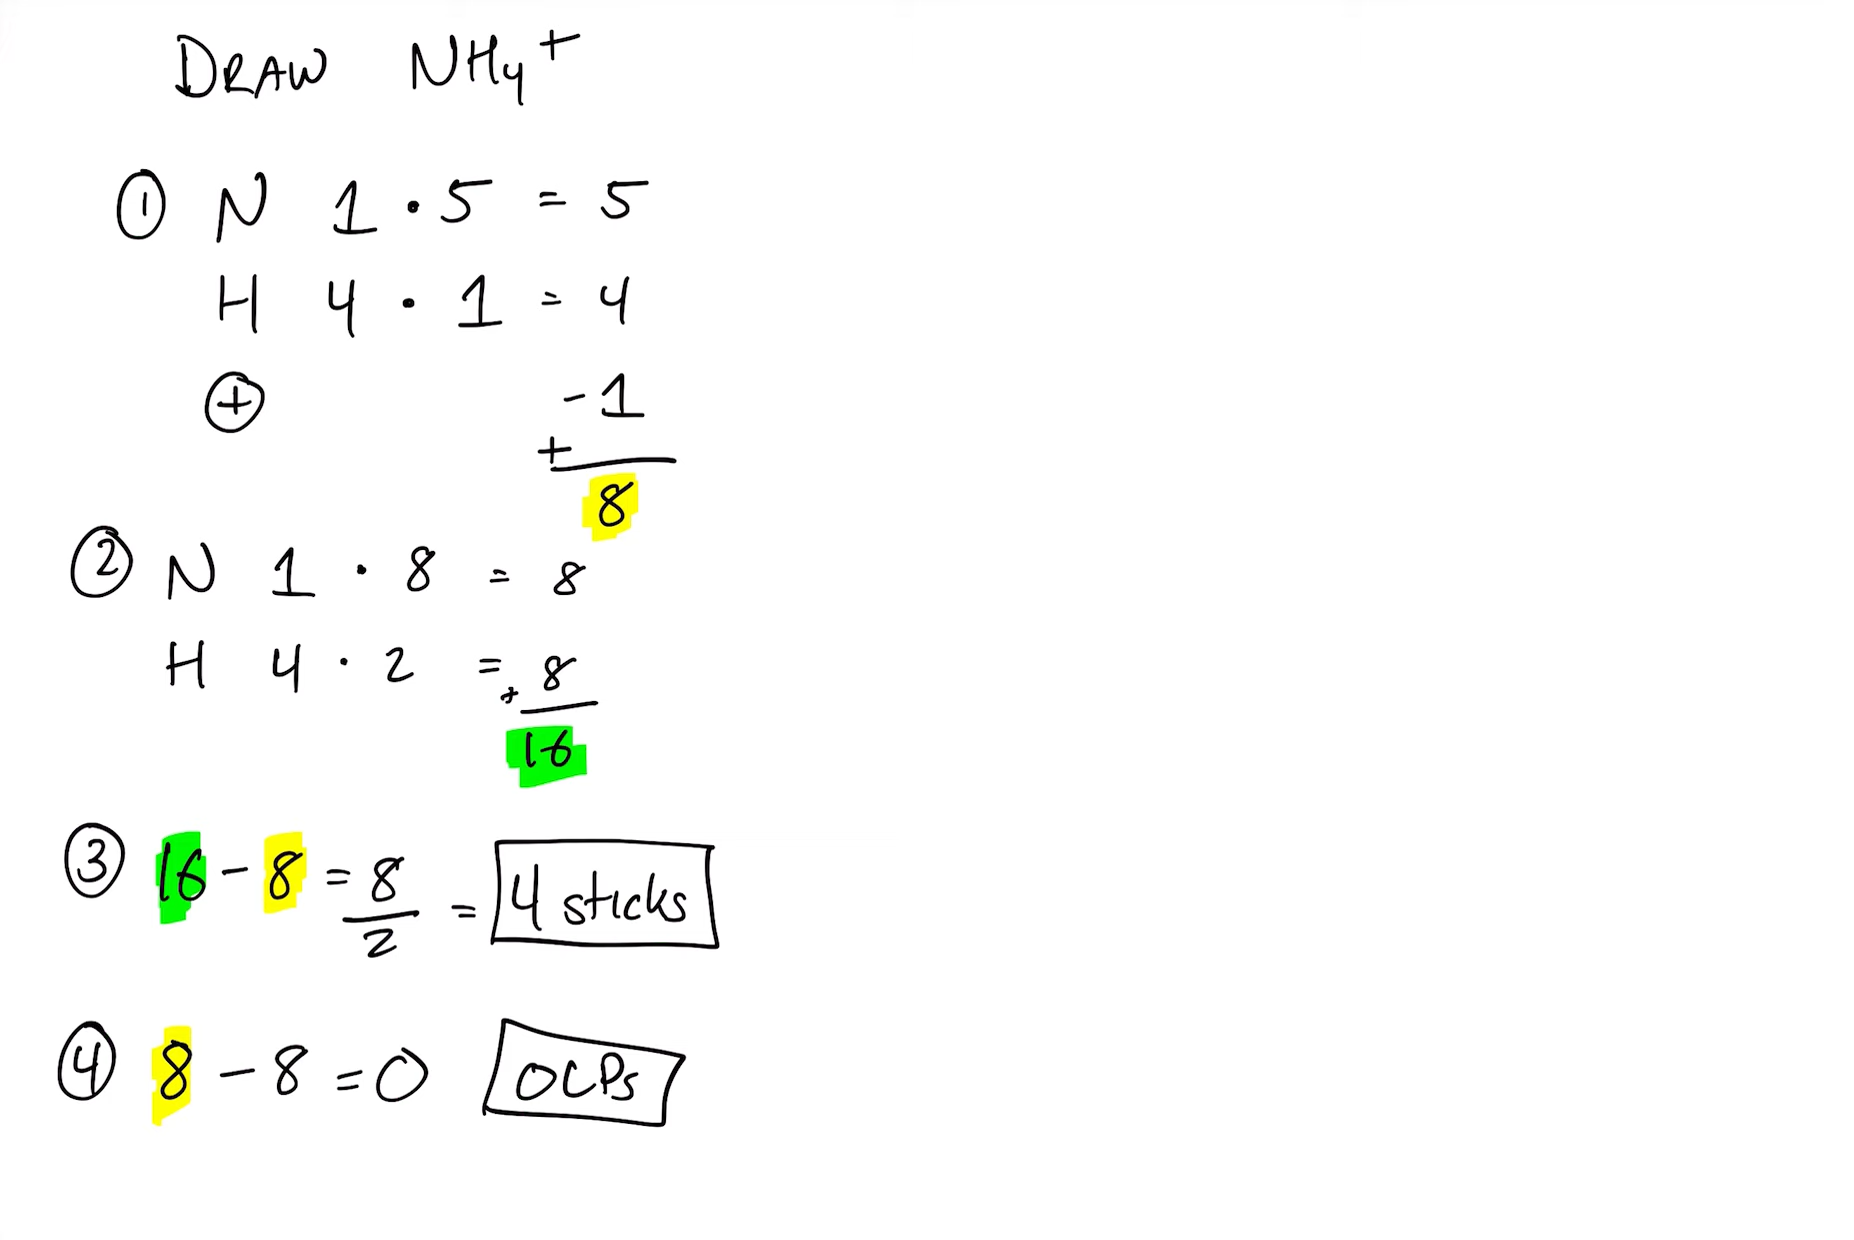 DRAW NH4+
① N 1 · 5 = 5
H 4 · 1 = 4
⊕ -1
+
8
② N 1 · 8 = 8
H 4 · 2 = 8
+
16
③ 16 - 8 = 8/2 = 4 sticks
④ 8 - 8 = 0 0LPs